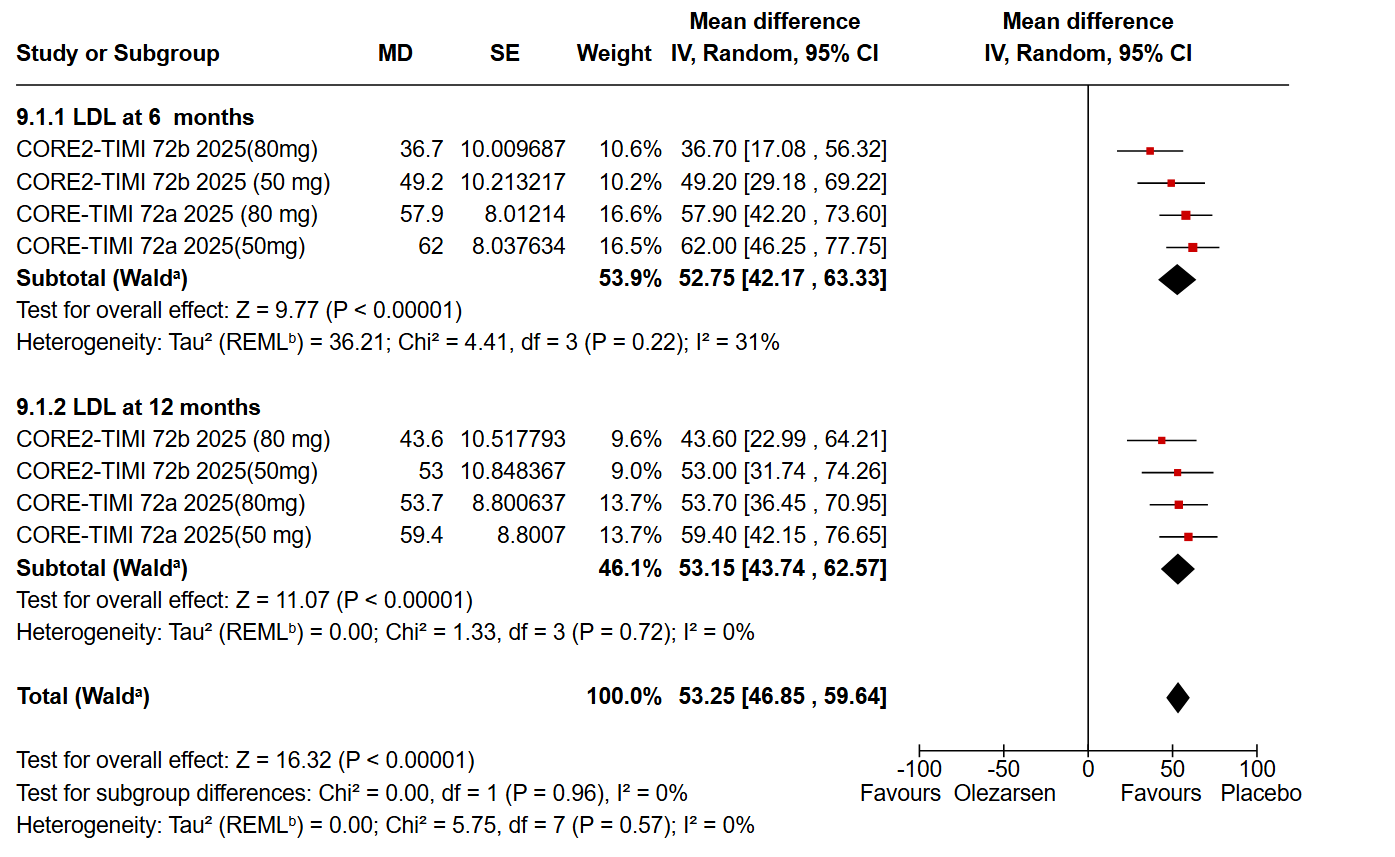 Mean difference Mean difference
Study or Subgroup MD SE Weight IV, Random, 95% CI IV, Random, 95% CI
9.1.1 LDL at 6  months
CORE2-TIMI 72b 2025(80mg) 36.7 10.009687 10.6% 36.70 [17.08 , 56.32]
CORE2-TIMI 72b 2025 (50 mg) 49.2 10.213217 10.2% 49.20 [29.18 , 69.22]
CORE-TIMI 72a 2025 (80 mg) 57.9 8.01214 16.6% 57.90 [42.20 , 73.60]
CORE-TIMI 72a 2025(50mg) 62 8.037634 16.5% 62.00 [46.25 , 77.75]
Subtotal (Waldᵃ) 53.9% 52.75 [42.17 , 63.33]
Test for overall effect: Z = 9.77 (P < 0.00001)
Heterogeneity: Tau² (REMLᵇ) = 36.21; Chi² = 4.41, df = 3 (P = 0.22); I² = 31%
9.1.2 LDL at 12 months
CORE2-TIMI 72b 2025 (80 mg) 43.6 10.517793 9.6% 43.60 [22.99 , 64.21]
CORE2-TIMI 72b 2025(50mg) 53 10.848367 9.0% 53.00 [31.74 , 74.26]
CORE-TIMI 72a 2025(80mg) 53.7 8.800637 13.7% 53.70 [36.45 , 70.95]
CORE-TIMI 72a 2025(50 mg) 59.4 8.8007 13.7% 59.40 [42.15 , 76.65]
Subtotal (Waldᵃ) 46.1% 53.15 [43.74 , 62.57]
Test for overall effect: Z = 11.07 (P < 0.00001)
Heterogeneity: Tau² (REMLᵇ) = 0.00; Chi² = 1.33, df = 3 (P = 0.72); I² = 0%
Total (Waldᵃ) 100.0% 53.25 [46.85 , 59.64]
Test for overall effect: Z = 16.32 (P < 0.00001)
Test for subgroup differences: Chi² = 0.00, df = 1 (P = 0.96), I² = 0%
Heterogeneity: Tau² (REMLᵇ) = 0.00; Chi² = 5.75, df = 7 (P = 0.57); I² = 0%
-100 -50 0 50 100
Favours Olezarsen Favours Placebo